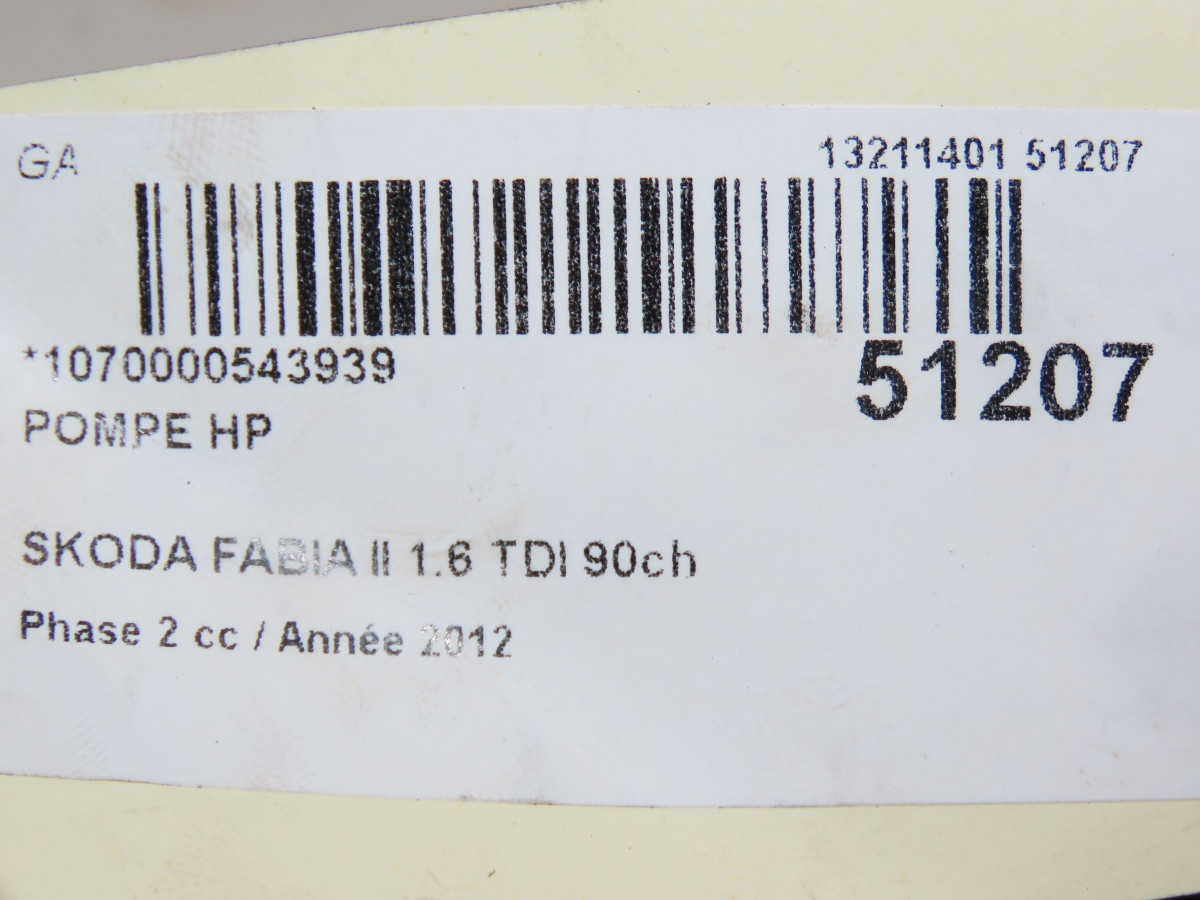 GA
13211401 51207
*1070000543939
51207
POMPE HP
SKODA FABIA II 1.6 TDI 90ch
Phase 2 cc / Année 2012